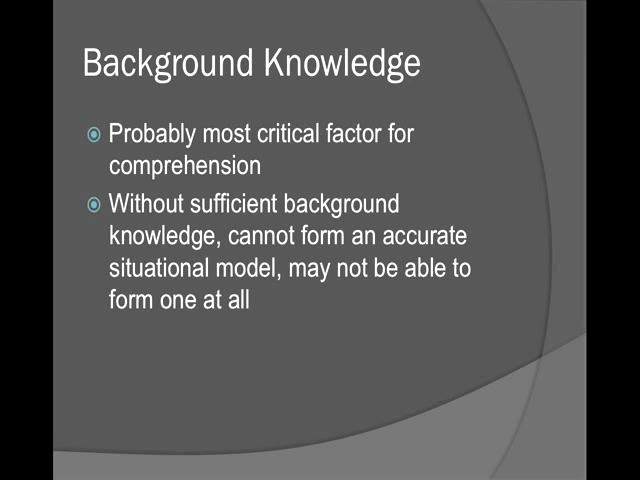 Background Knowledge
Probably most critical factor for
comprehension
Without sufficient background
knowledge, cannot form an accurate
situational model, may not be able to
form one at all